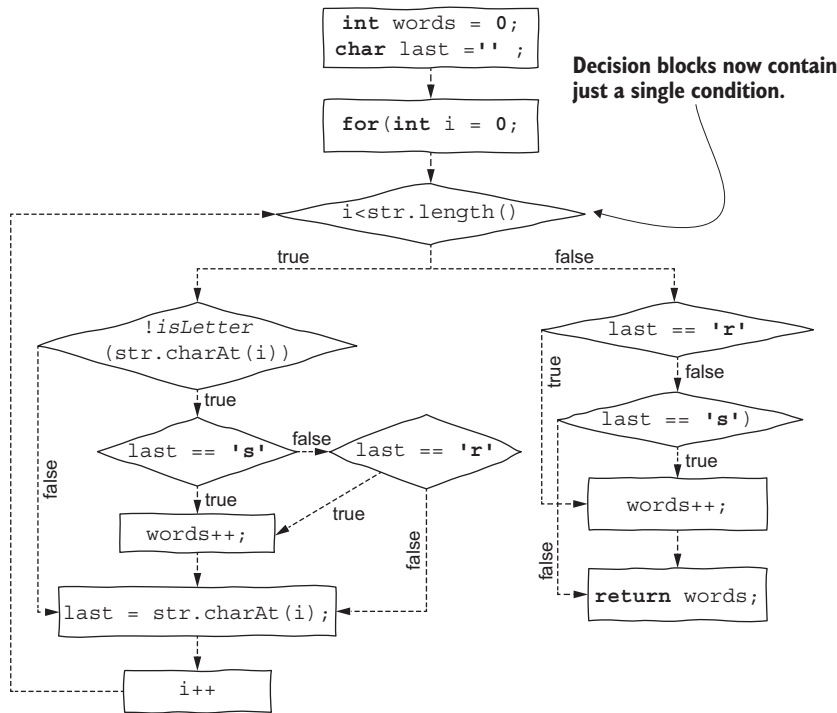 int words = 0;
char last ='' ;
Decision blocks now contain
just a single condition.
for(int i = 0;
i<str.length()
true
false
!isLetter
(str.charAt(i))
last == 'r'
true
false
true
last == 's'
false
last == 'r'
last == 's')
false
true
true
true
words++;
false
words++;
false
last = str.charAt(i);
return words;
i++